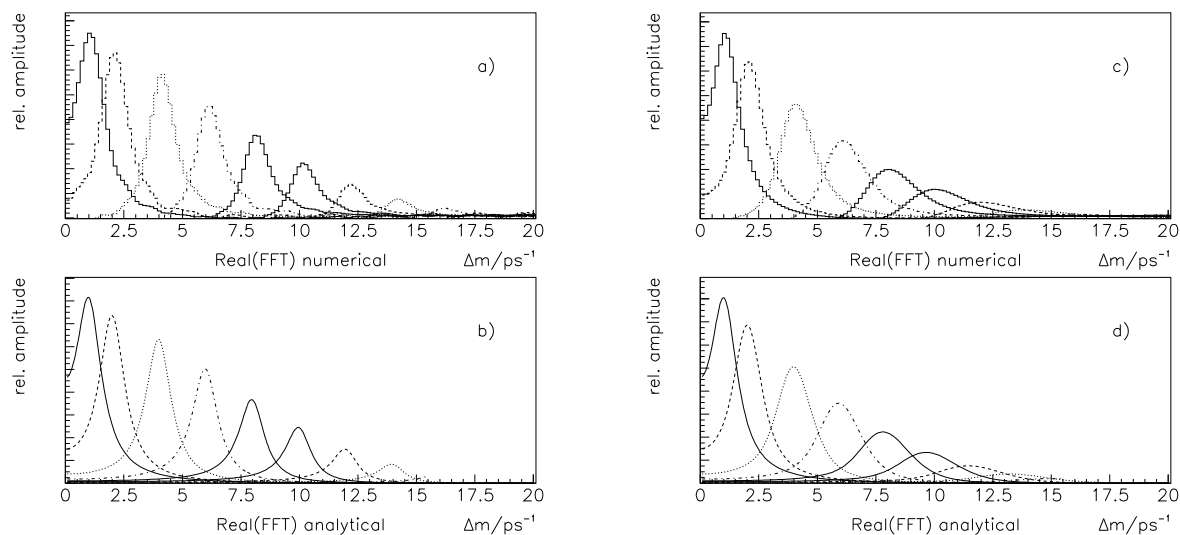 rel. amplitude
a)
0 2.5 5 7.5 10 12.5 15 17.5 20
Real(FFT) numerical Δm/ps⁻¹
rel. amplitude
c)
0 2.5 5 7.5 10 12.5 15 17.5 20
Real(FFT) numerical Δm/ps⁻¹
rel. amplitude
b)
0 2.5 5 7.5 10 12.5 15 17.5 20
Real(FFT) analytical Δm/ps⁻¹
rel. amplitude
d)
0 2.5 5 7.5 10 12.5 15 17.5 20
Real(FFT) analytical Δm/ps⁻¹